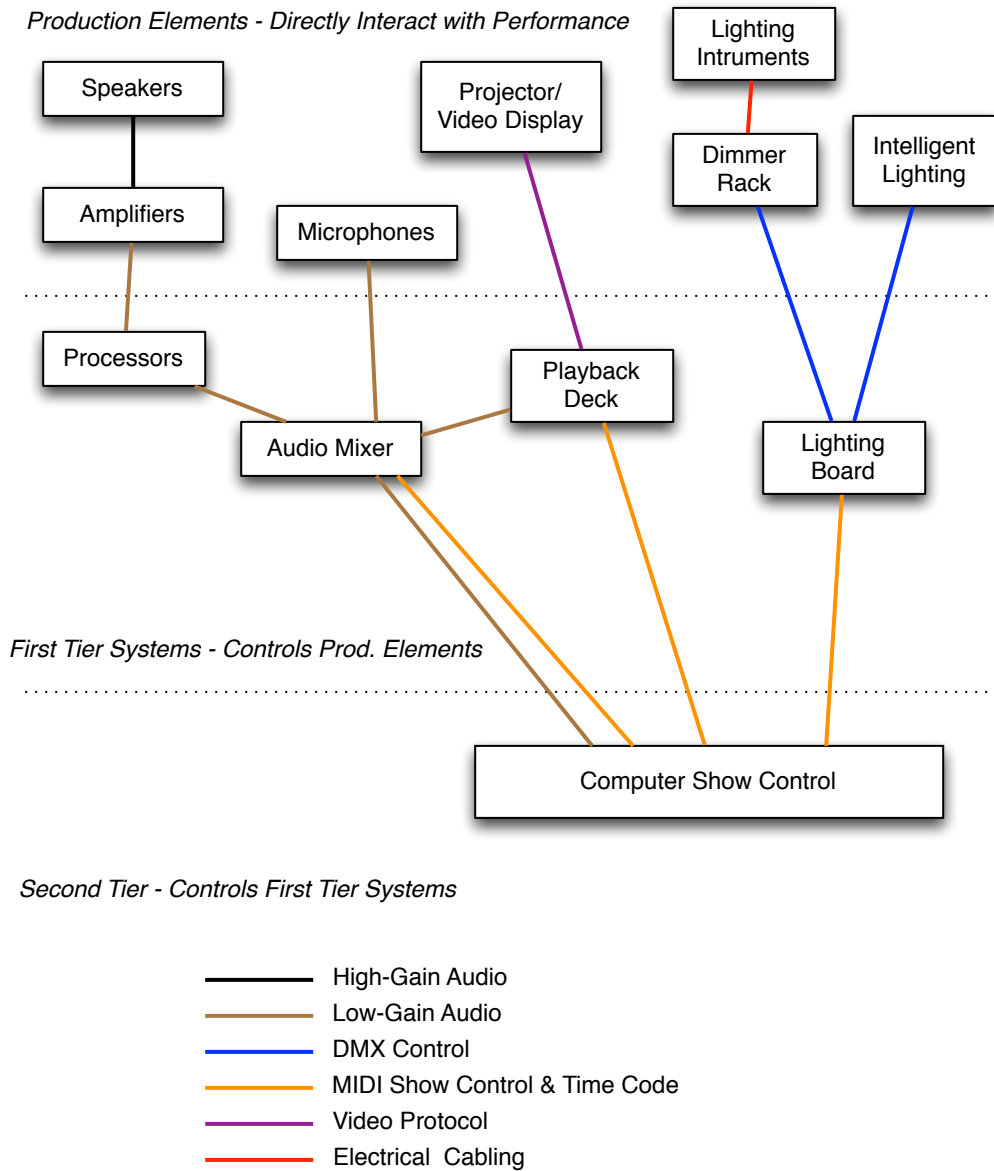 Production Elements - Directly Interact with Performance
Lighting
Intruments
Speakers
Projector/
Video Display
Dimmer
Rack
Intelligent
Lighting
Amplifiers
Microphones
Processors
Playback
Deck
Audio Mixer
Lighting
Board
First Tier Systems - Controls Prod. Elements
Computer Show Control
Second Tier - Controls First Tier Systems
High-Gain Audio
Low-Gain Audio
DMX Control
MIDI Show Control & Time Code
Video Protocol
Electrical Cabling